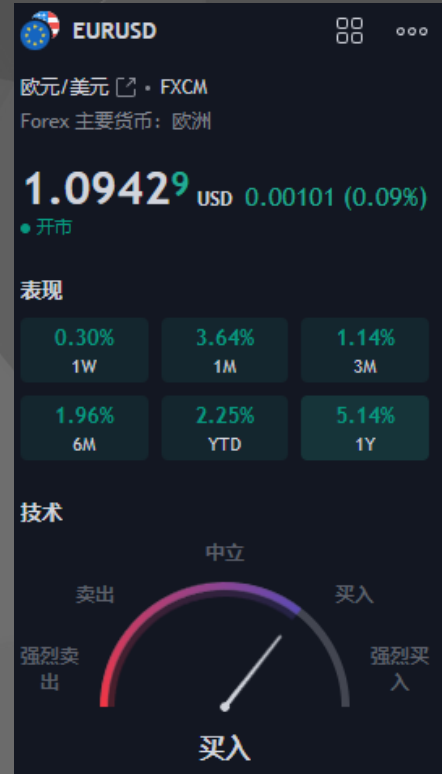 EURUSD
欧元/美元 • FXCM
Forex 主要货币：欧洲
1.09429 USD 0.00101 (0.09%)
开市
表现
0.30% 3.64% 1.14%
1W 1M 3M
1.96% 2.25% 5.14%
6M YTD 1Y
技术
中立
卖出 买入
强烈卖 强烈买
出 入
买入